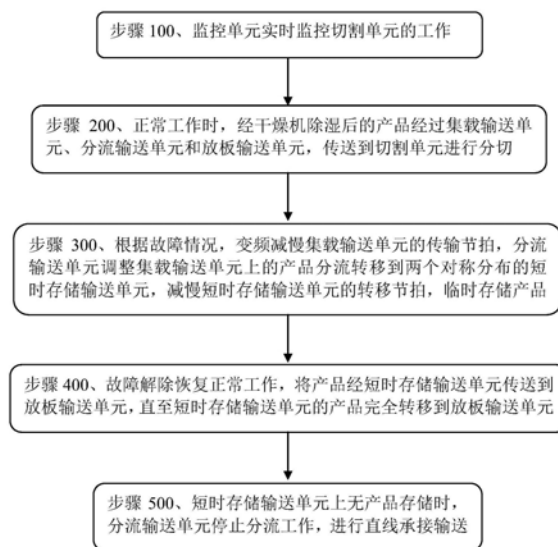 步骤 100、监控单元实时监控切割单元的工作
步骤 200、正常工作时，经干燥机除湿后的产品经过集载输送单
元、分流输送单元和放板输送单元，传送到切割单元进行分切
步骤 300、根据故障情况，变频减慢集载输送单元的传输节拍，分流
输送单元调整集载输送单元上的产品分流转移到两个对称分布的短
时存储输送单元，减慢短时存储输送单元的转移节拍，临时存储产品
步骤 400、故障解除恢复正常工作，将产品经短时存储输送单元传送到
放板输送单元，直至短时存储输送单元的产品完全转移到放板输送单元
步骤 500、短时存储输送单元上无产品存储时，
分流输送单元停止分流工作，进行直线承接输送